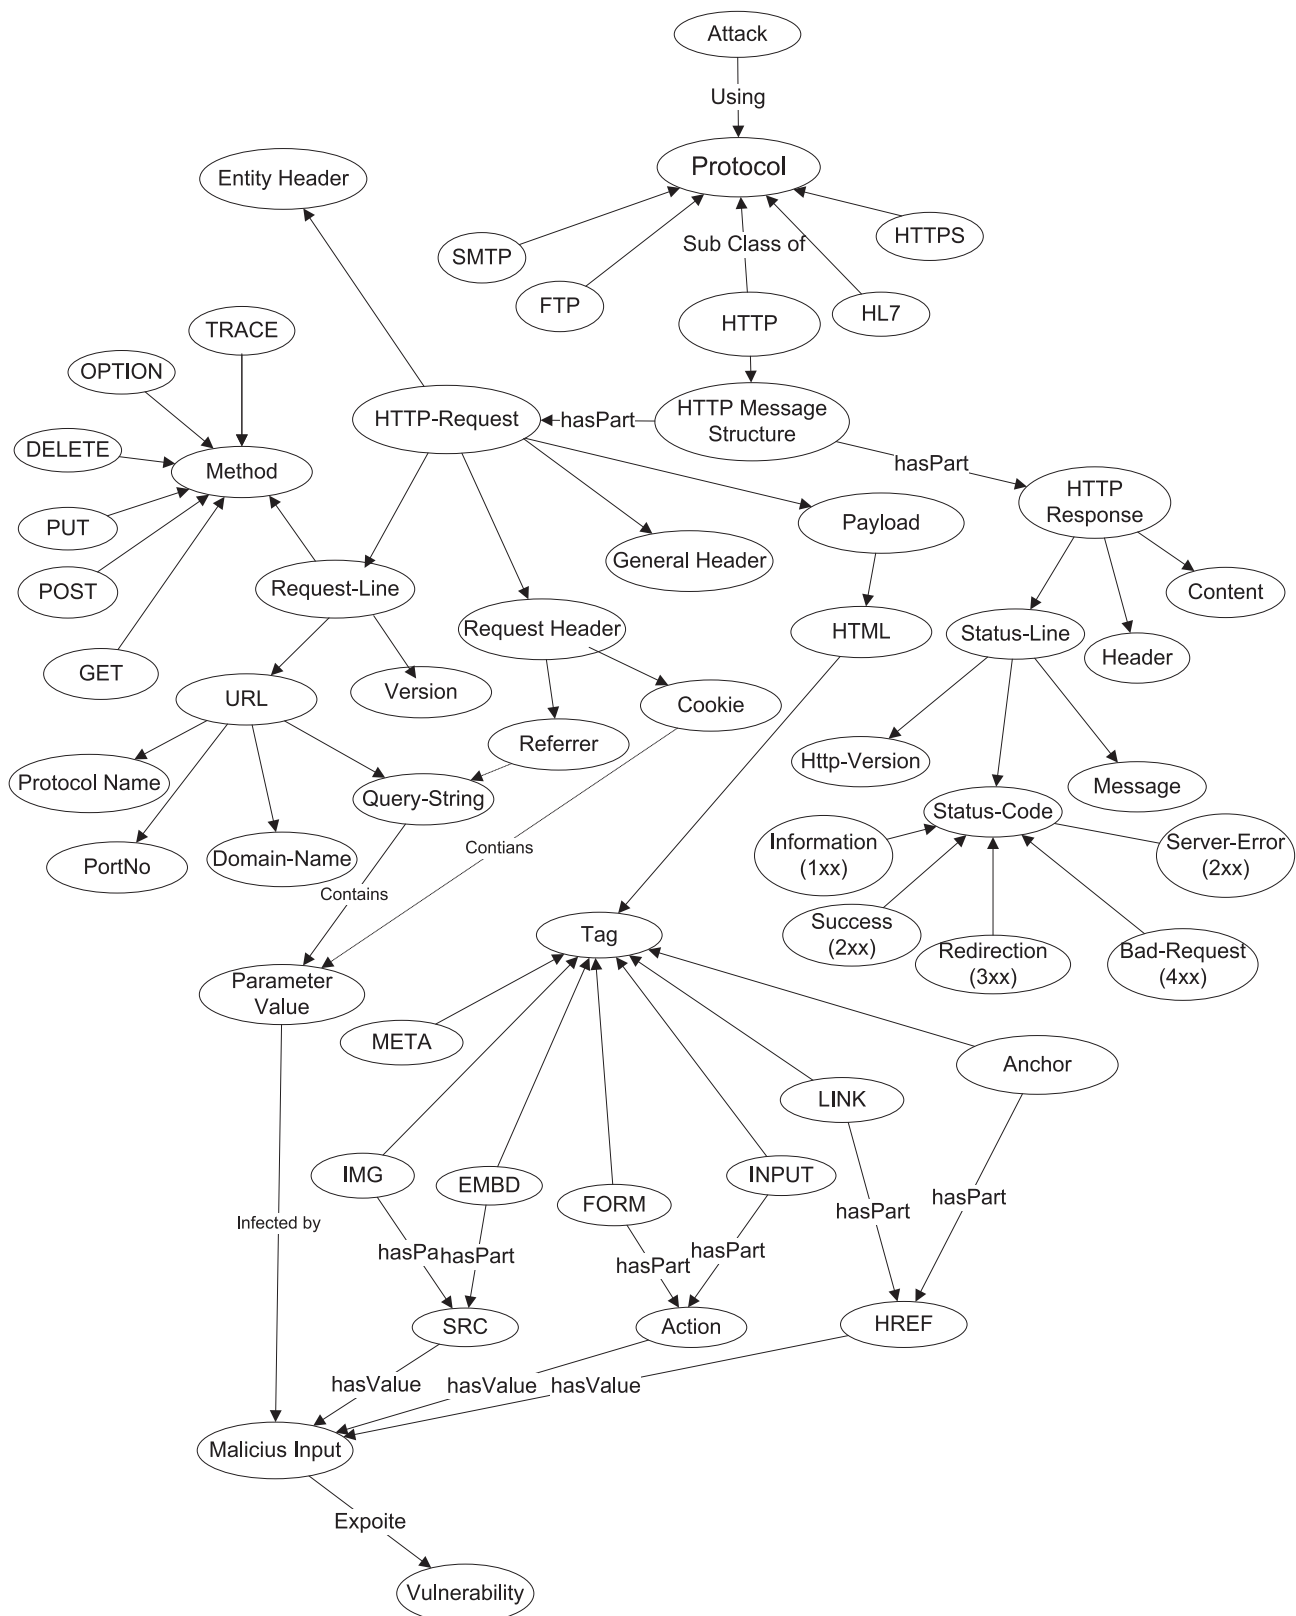 Attack
Using
Protocol
Entity Header
SMTP
Sub Class of
HTTPS
FTP
HTTP
HL7
TRACE
OPTION
HTTP-Request
hasPart
HTTP Message
Structure
DELETE
Method
hasPart
HTTP
Response
PUT
Payload
General Header
POST
Request-Line
Content
Request Header
HTML
Status-Line
Header
GET
URL
Version
Cookie
Referrer
Http-Version
Message
Protocol Name
Query-String
Status-Code
PortNo
Domain-Name
Contians
Information
(1xx)
Server-Error
(2xx)
Contains
Success
(2xx)
Tag
Redirection
(3xx)
Bad-Request
(4xx)
Parameter
Value
META
Anchor
LINK
IMG
EMBD
FORM
INPUT
hasPart
hasPart
Infected by
hasPa
hasPart
hasPart
hasPart
SRC
Action
HREF
hasValue
hasValue
hasValue
Malicius Input
Expoite
Vulnerability